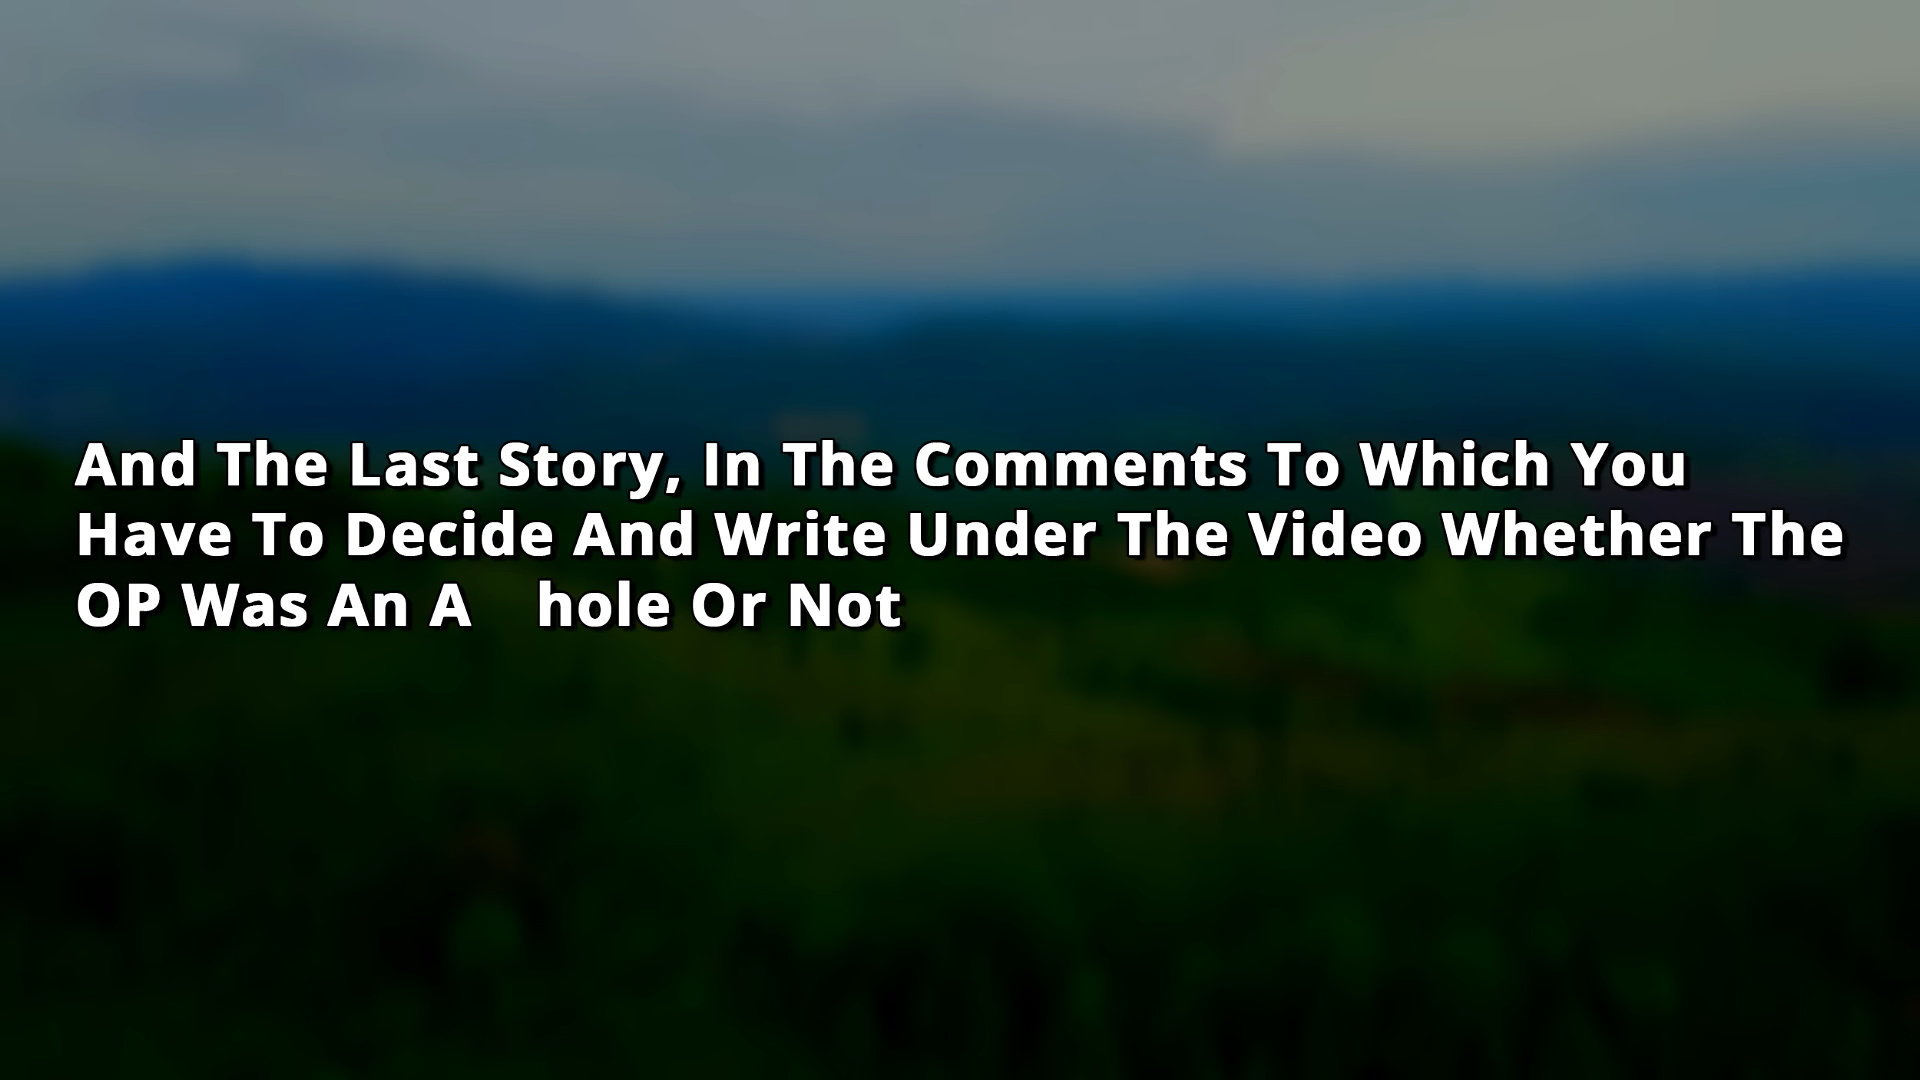 And The Last Story, In The Comments To Which You
Have To Decide And Write Under The Video Whether The
OP Was An A    hole Or Not